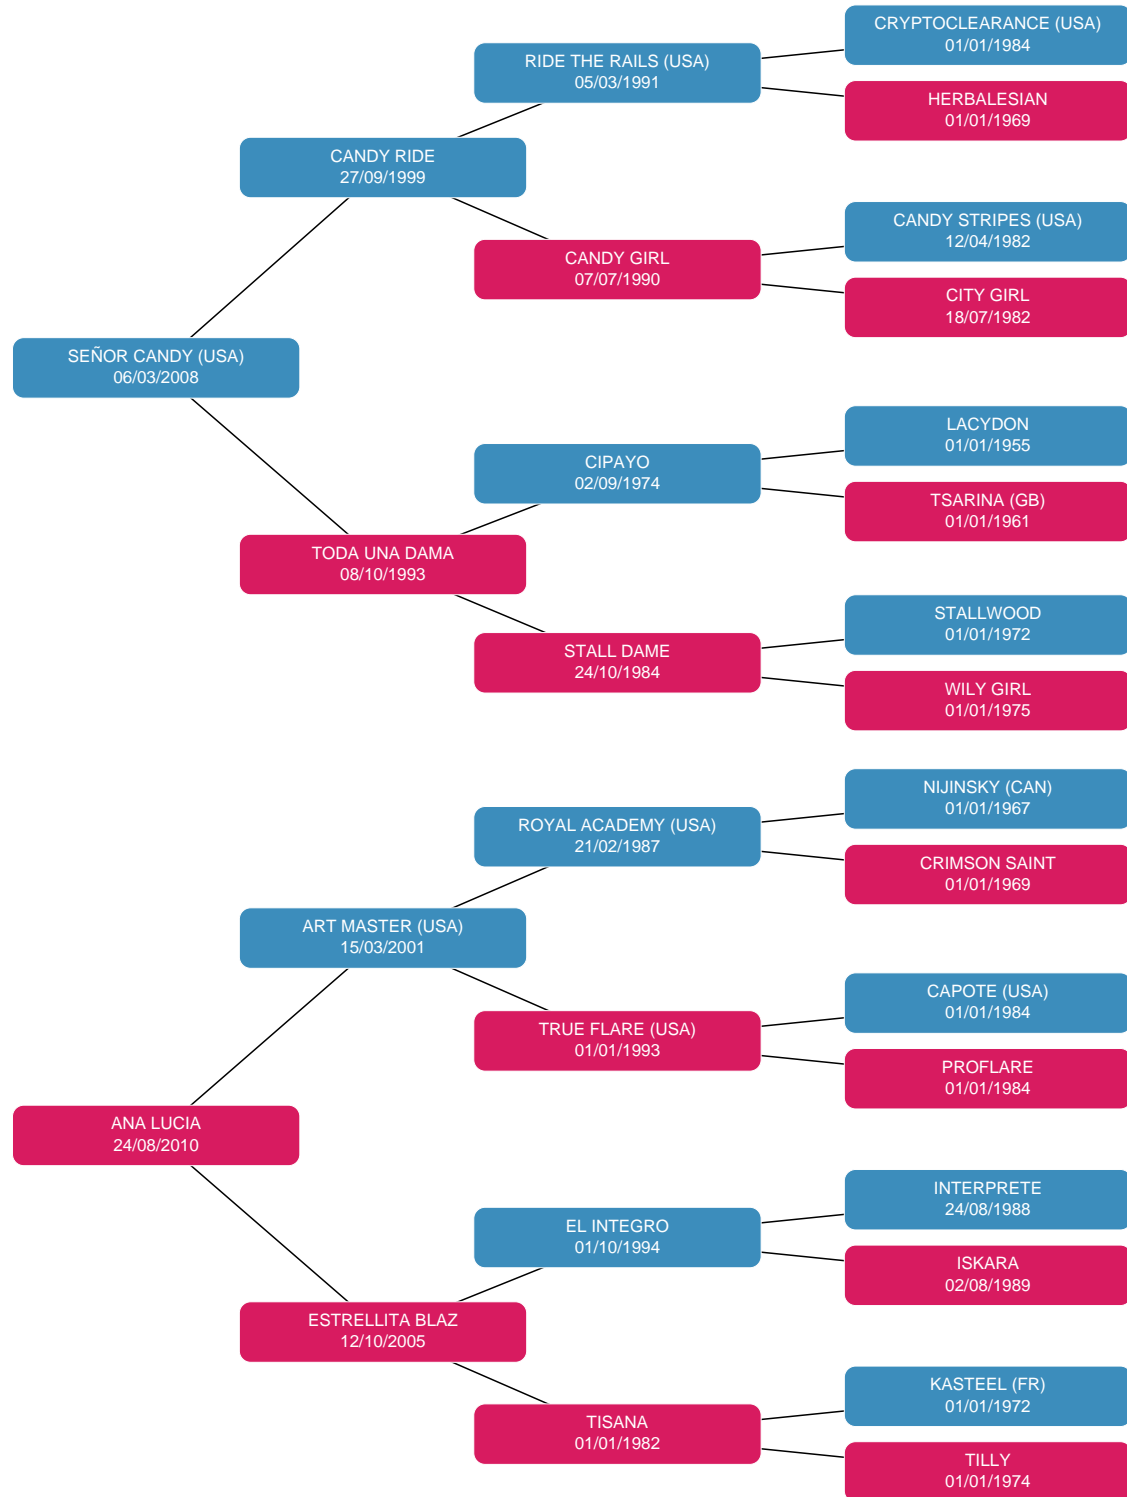 CRYPTOCLEARANCE (USA)
01/01/1984
RIDE THE RAILS (USA)
05/03/1991
HERBALESIAN
01/01/1969
CANDY RIDE
27/09/1999
CANDY STRIPES (USA)
12/04/1982
CANDY GIRL
07/07/1990
CITY GIRL
18/07/1982
SEÑOR CANDY (USA)
06/03/2008
LACYDON
01/01/1955
CIPAYO
02/09/1974
TSARINA (GB)
01/01/1961
TODA UNA DAMA
08/10/1993
STALLWOOD
01/01/1972
STALL DAME
24/10/1984
WILY GIRL
01/01/1975
NIJINSKY (CAN)
01/01/1967
ROYAL ACADEMY (USA)
21/02/1987
CRIMSON SAINT
01/01/1969
ART MASTER (USA)
15/03/2001
CAPOTE (USA)
01/01/1984
TRUE FLARE (USA)
01/01/1993
PROFLARE
01/01/1984
ANA LUCIA
24/08/2010
INTERPRETE
24/08/1988
EL INTEGRO
01/10/1994
ISKARA
02/08/1989
ESTRELLITA BLAZ
12/10/2005
KASTEEL (FR)
01/01/1972
TISANA
01/01/1982
TILLY
01/01/1974